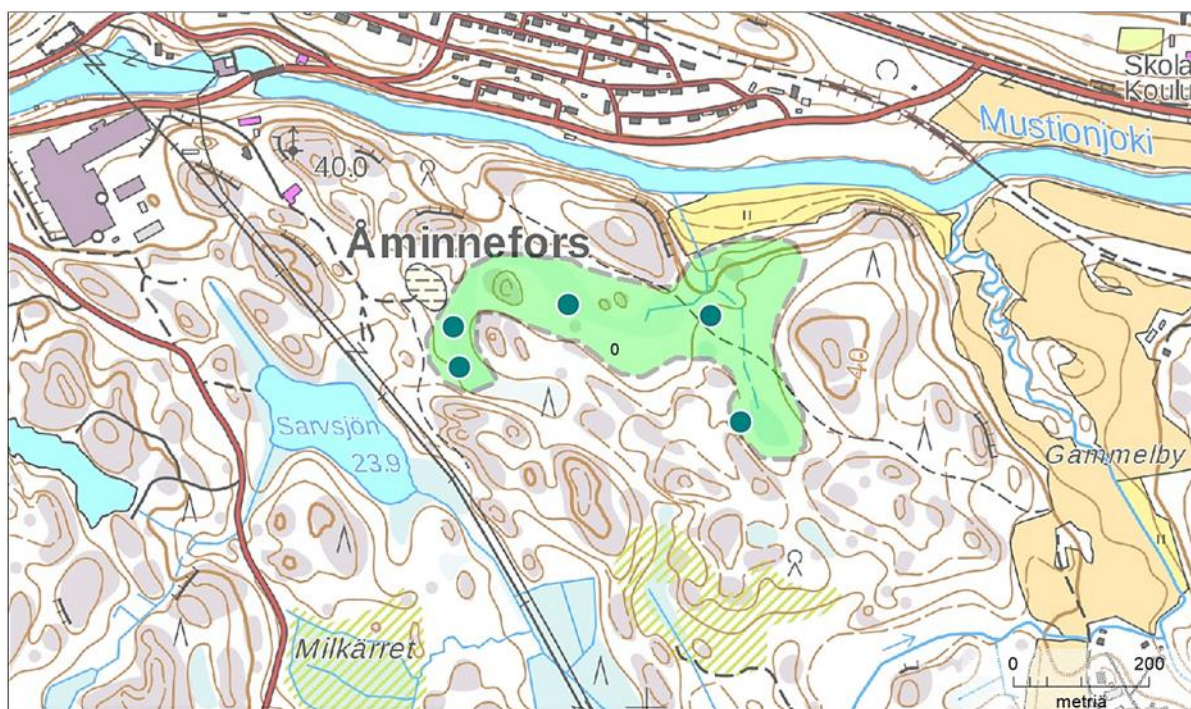 Skola
Koulu
Mustionjoki
40.0
Åminnefors
0
40
Sarvsjön
23.9
Gammelby
Milkärret
0 200
metriä